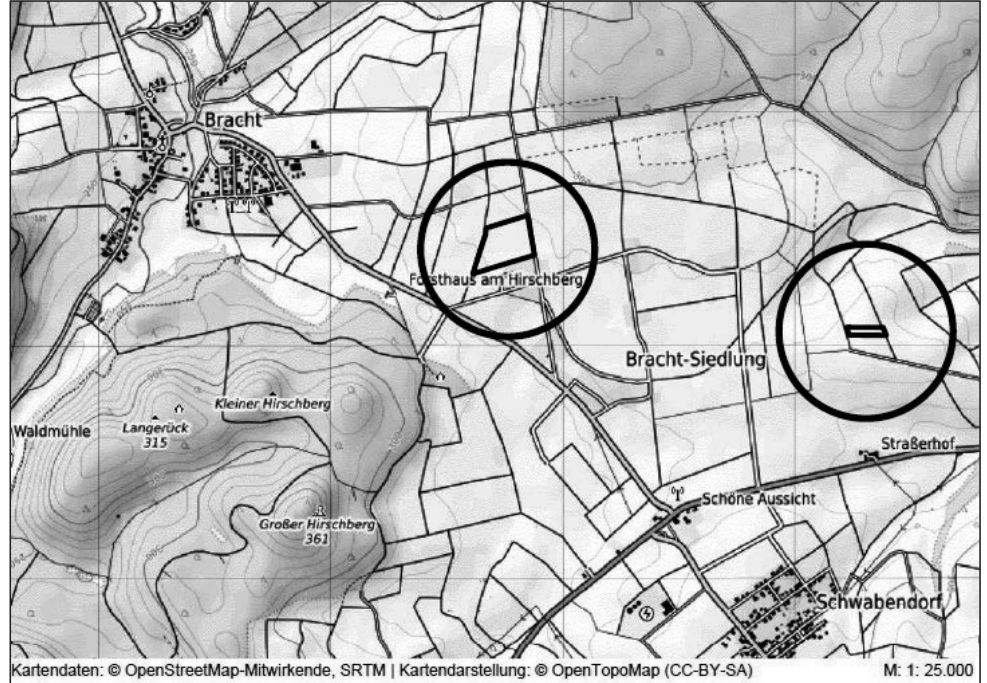 Bracht
Forsthaus am Hirschberg
Bracht-Siedlung
Kleiner Hirschberg
Langerück
315
Waldmühle
Straßerhof
Schöne Aussicht
Großer Hirschberg
361
Schwabendorf
Kartendaten: © OpenStreetMap-Mitwirkende, SRTM | Kartendarstellung: © OpenTopoMap (CC-BY-SA)
M: 1: 25.000